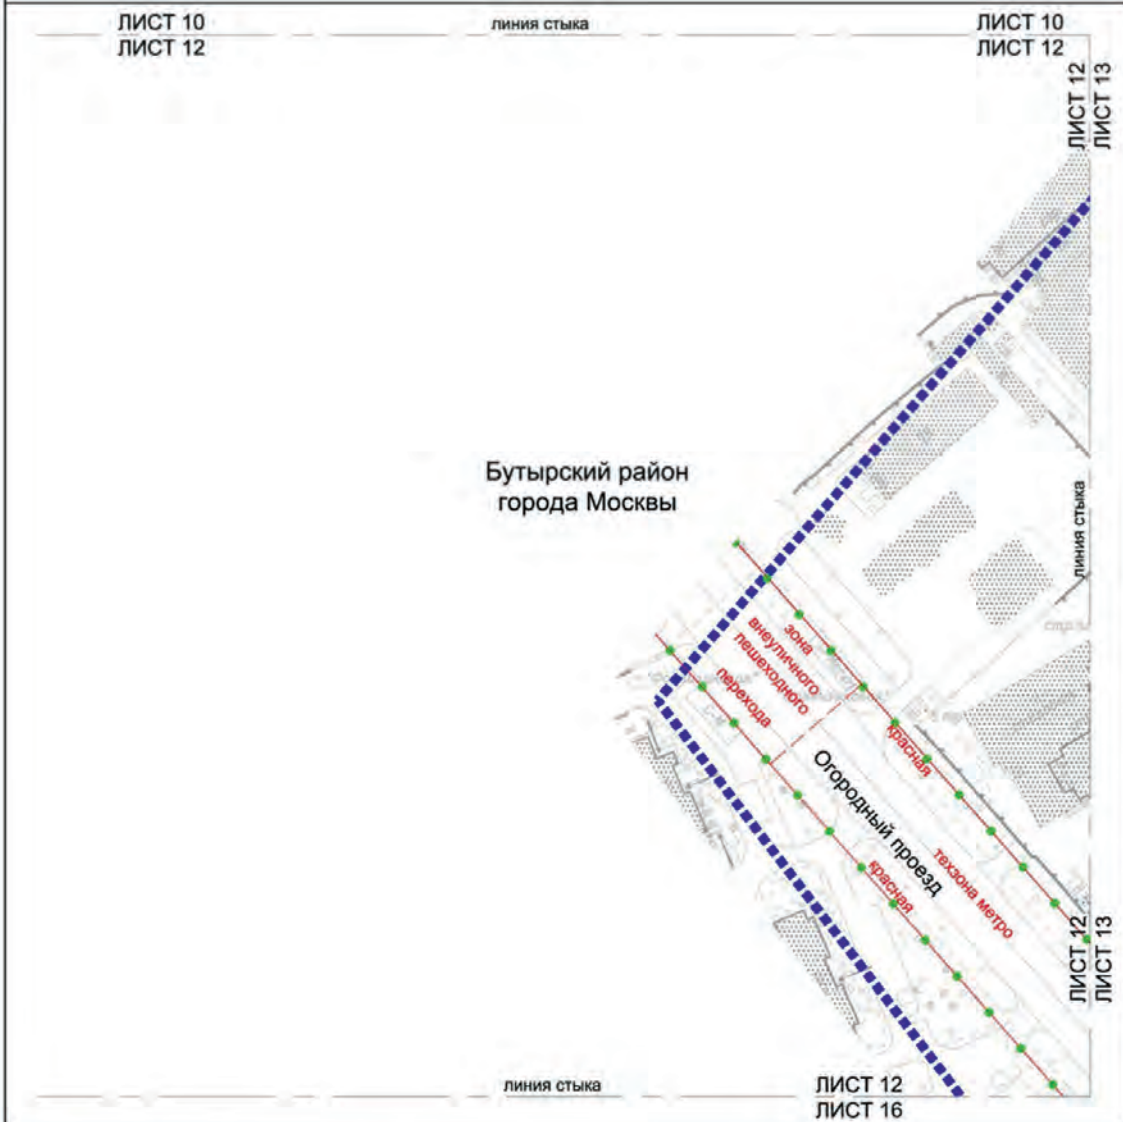 ЛИСТ 10
линия стыка
ЛИСТ 10
ЛИСТ 12
ЛИСТ 12
ЛИСТ 12
ЛИСТ 13
Бутырский район
города Москвы
линия стыка
зона
внеуличного
пешеходного
перехода
красная
Огородный проезд
красная
техзона метро
ЛИСТ 12
ЛИСТ 13
линия стыка
ЛИСТ 12
ЛИСТ 16